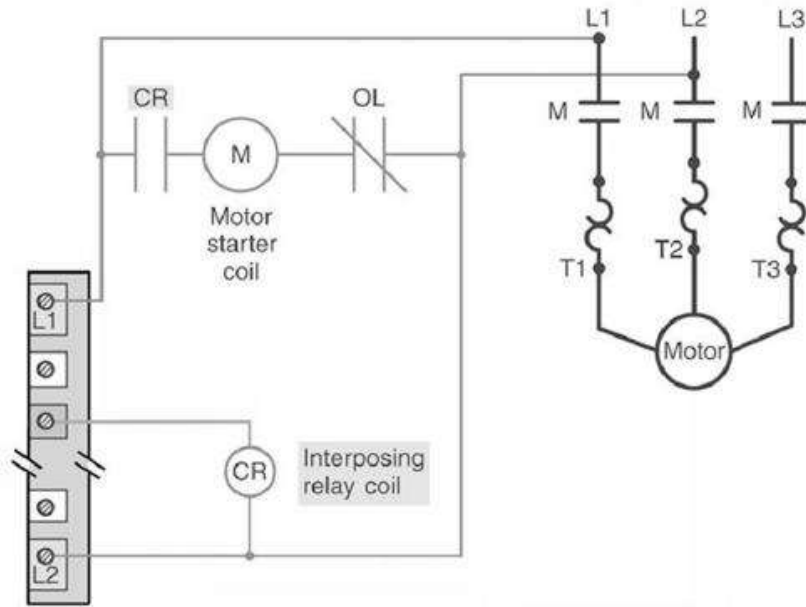 L1 L2 L3
CR OL
M
M M M
Motor
starter
coil
T1 T2 T3
L1
Motor
CR
Interposing
relay coil
L2